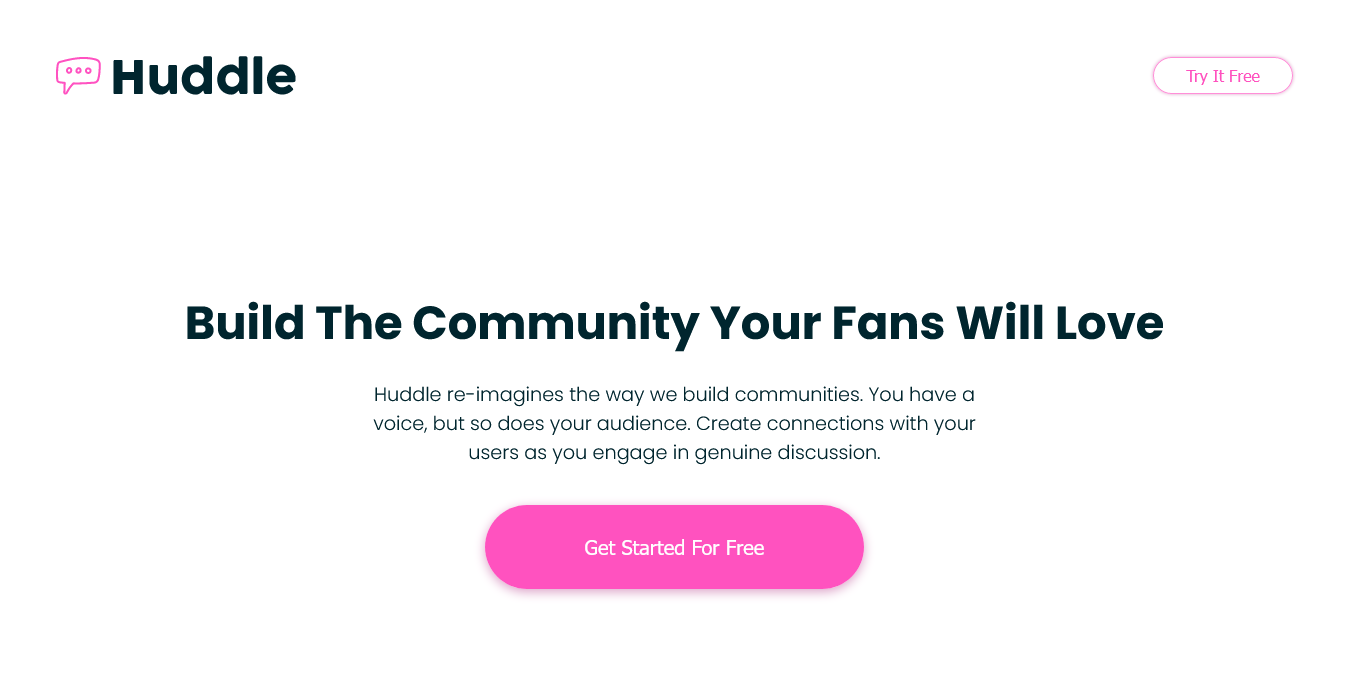 Huddle
Try It Free
Build The Community Your Fans Will Love
Huddle re-imagines the way we build communities. You have a
voice, but so does your audience. Create connections with your
users as you engage in genuine discussion.
Get Started For Free